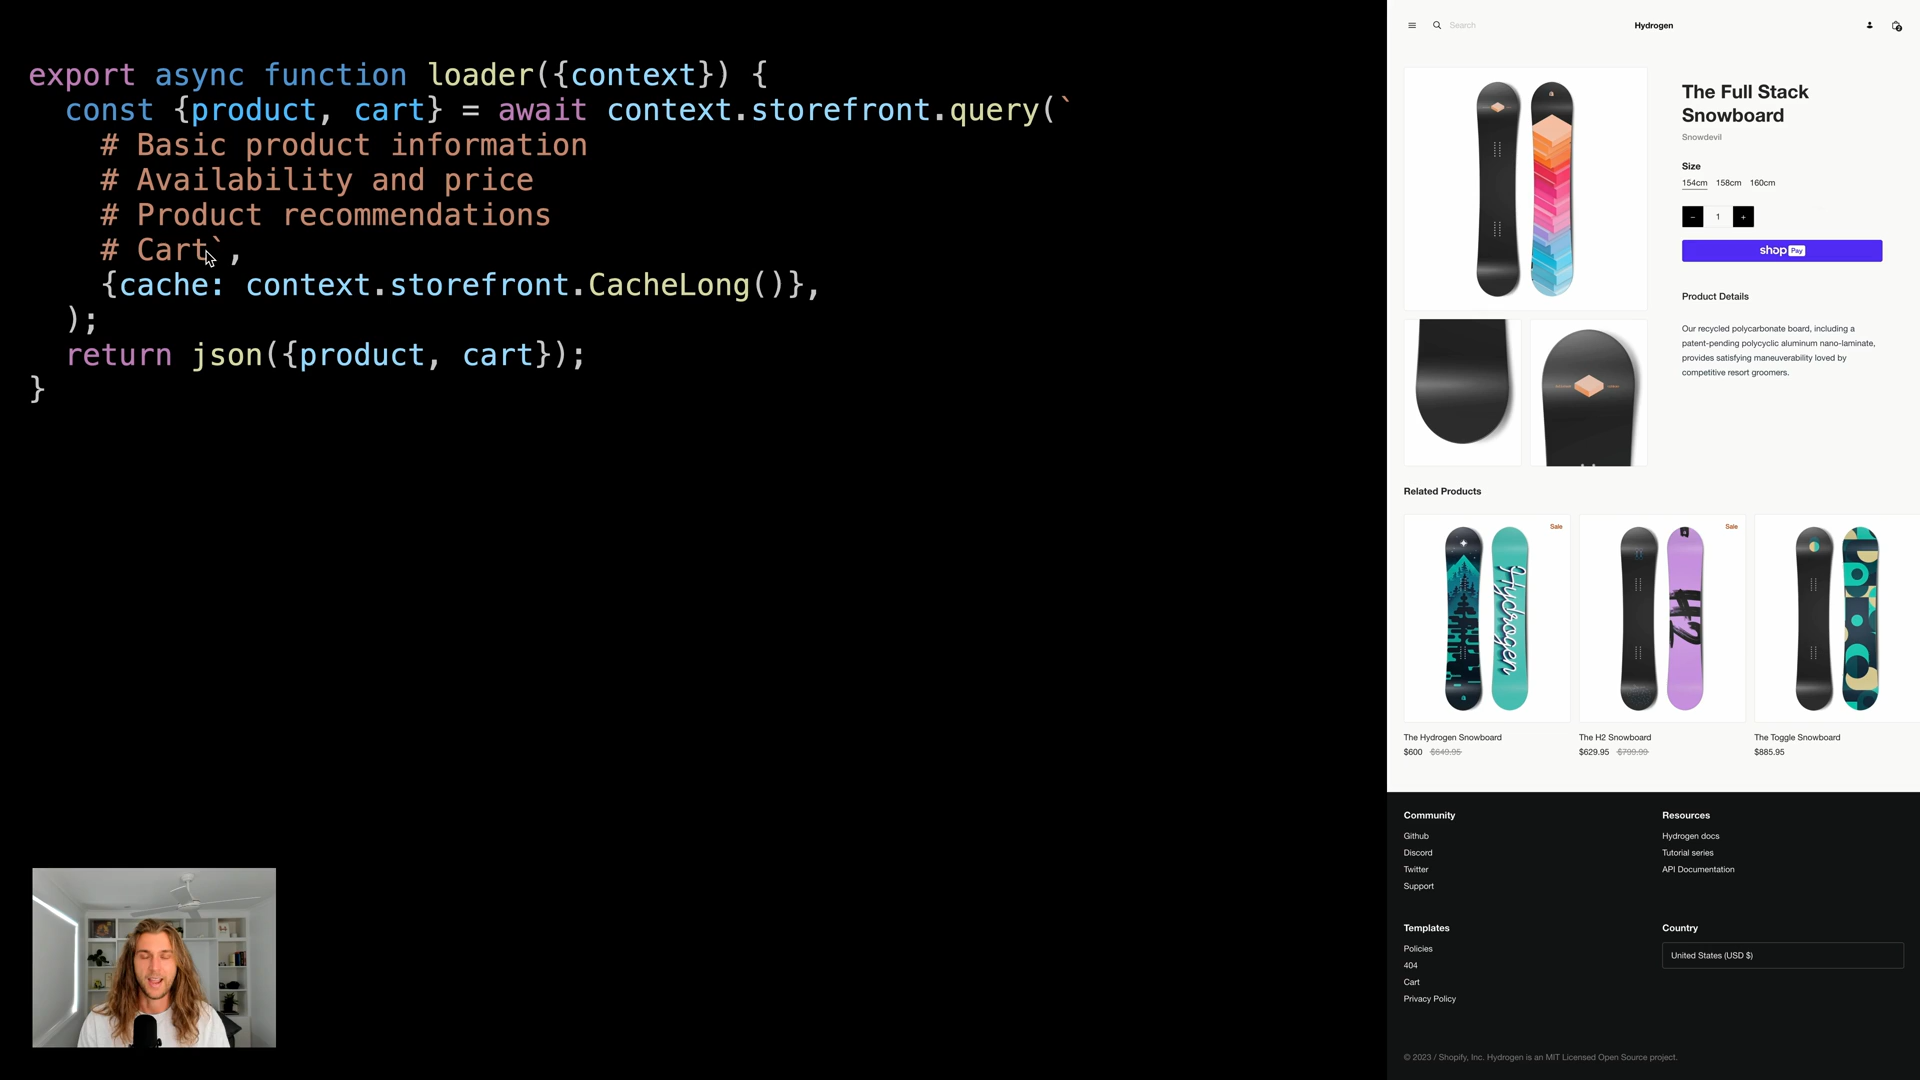 export async function loader({context}) {
const {product, cart} = await context.storefront.query(`
# Basic product information
# Availability and price
# Product recommendations
# Cart`,
{cache: context.storefront.CacheLong()},
);
return json({product, cart});
}
Search
Hydrogen
The Full Stack
Snowboard
Snowdevil
Size
154cm 158cm 160cm
− 1 +
shop Pay
Product Details
Our recycled polycarbonate board, including a
patent-pending polycyclic aluminum nano-laminate,
provides satisfying maneuverability loved by
competitive resort groomers.
Related Products
Sale
Hydrogen
The Hydrogen Snowboard
$600 $649.95
Sale
H2
The H2 Snowboard
$629.95 $799.99
The Toggle Snowboard
$885.95
Community
Github
Discord
Twitter
Support
Resources
Hydrogen docs
Tutorial series
API Documentation
Templates
Policies
404
Cart
Privacy Policy
Country
United States (USD $)
© 2023 / Shopify, Inc. Hydrogen is an MIT Licensed Open Source project.